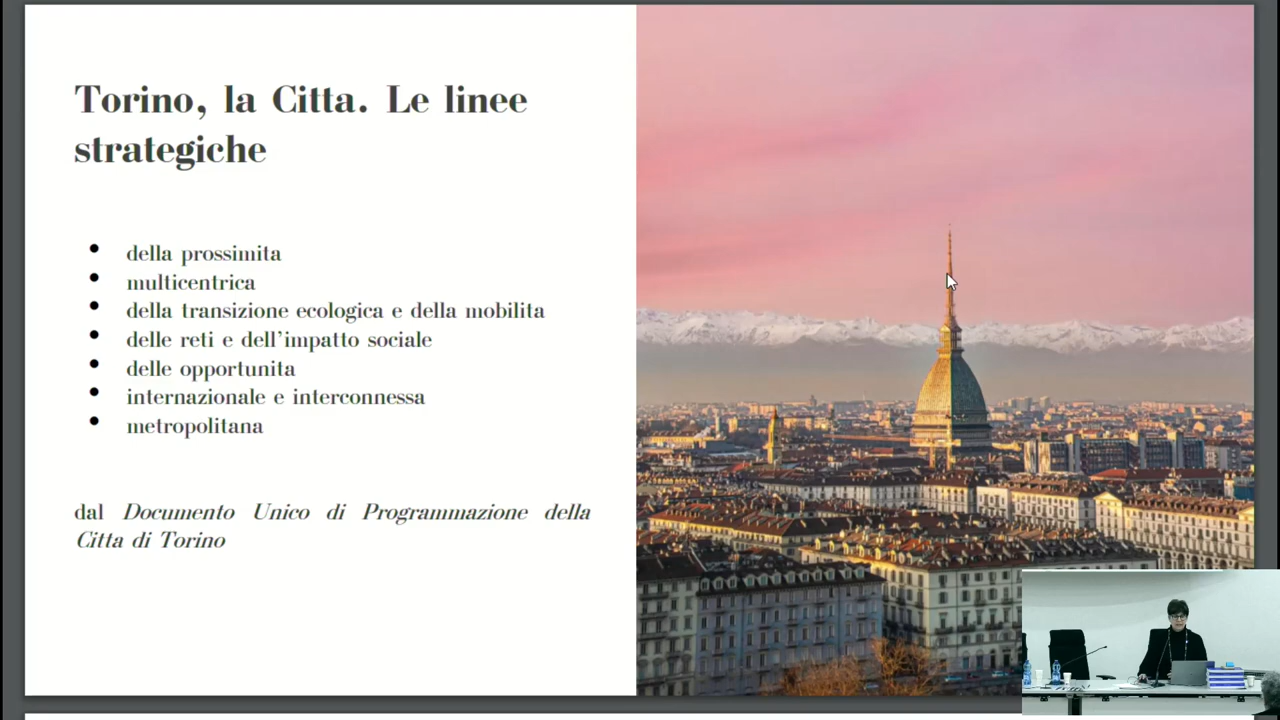 Torino, la Citta. Le linee
strategiche
della prossimita
multicentrica
della transizione ecologica e della mobilita
delle reti e dell'impatto sociale
delle opportunita
internazionale e interconnessa
metropolitana
dal Documento Unico di Programmazione della
Citta di Torino